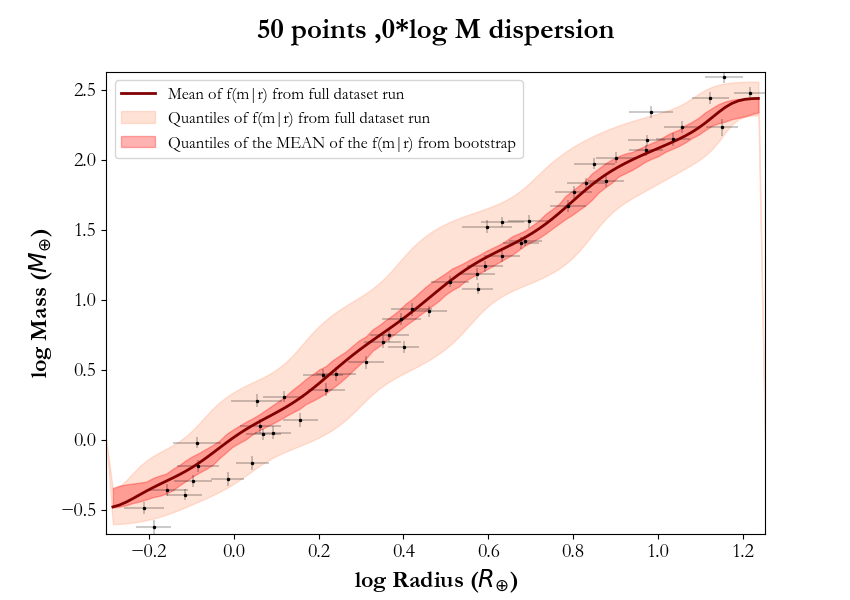 50 points ,0*log M dispersion
Mean of f(m|r) from full dataset run
Quantiles of f(m|r) from full dataset run
Quantiles of the MEAN of the f(m|r) from bootstrap
2.5
2.0
1.5
1.0
0.5
0.0
−0.5
log Mass (M⊕)
−0.2 0.0 0.2 0.4 0.6 0.8 1.0 1.2
log Radius (R⊕)